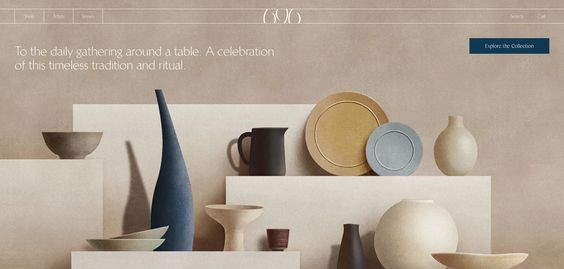 Shop
Artists
Stories
Search
Cart
To the daily gathering around a table. A celebration
of this timeless tradition and ritual.
Explore the Collection